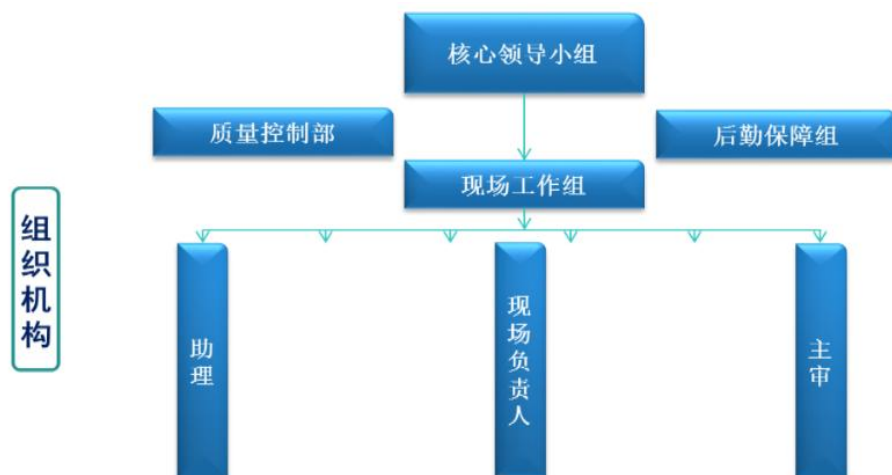 核心领导小组
质量控制部
后勤保障组
现场工作组
组织机构
助理
现场负责人
主审